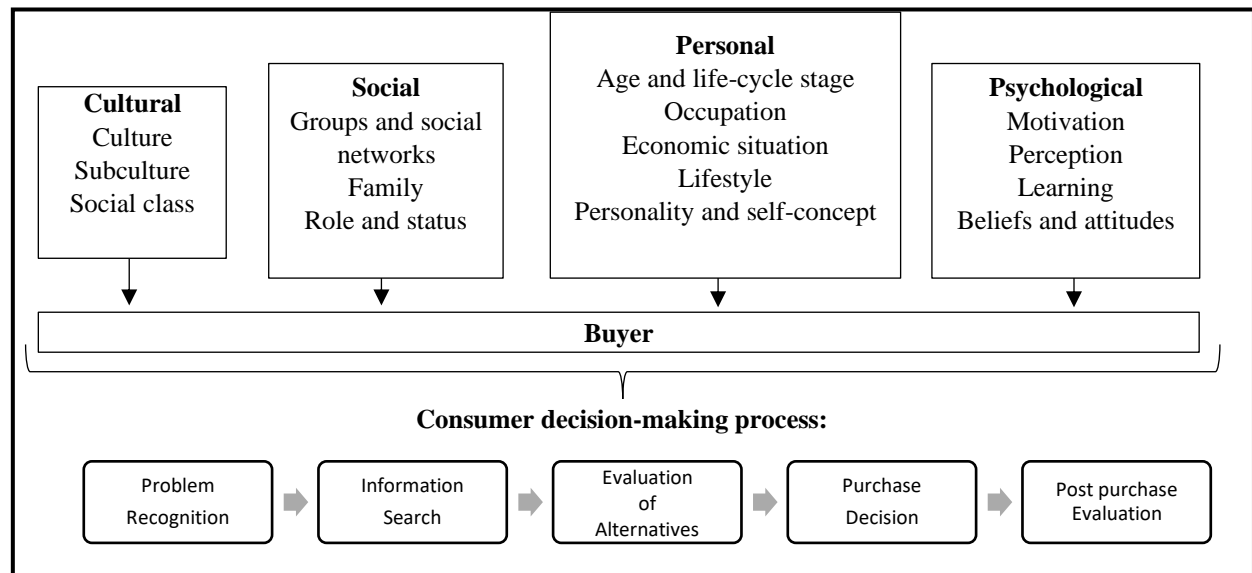 Cultural
Culture
Subculture
Social class
Social
Groups and social
networks
Family
Role and status
Personal
Age and life-cycle stage
Occupation
Economic situation
Lifestyle
Personality and self-concept
Psychological
Motivation
Perception
Learning
Beliefs and attitudes
Buyer
Consumer decision-making process:
Problem
Recognition
Information
Search
Evaluation
of
Alternatives
Purchase
Decision
Post purchase
Evaluation